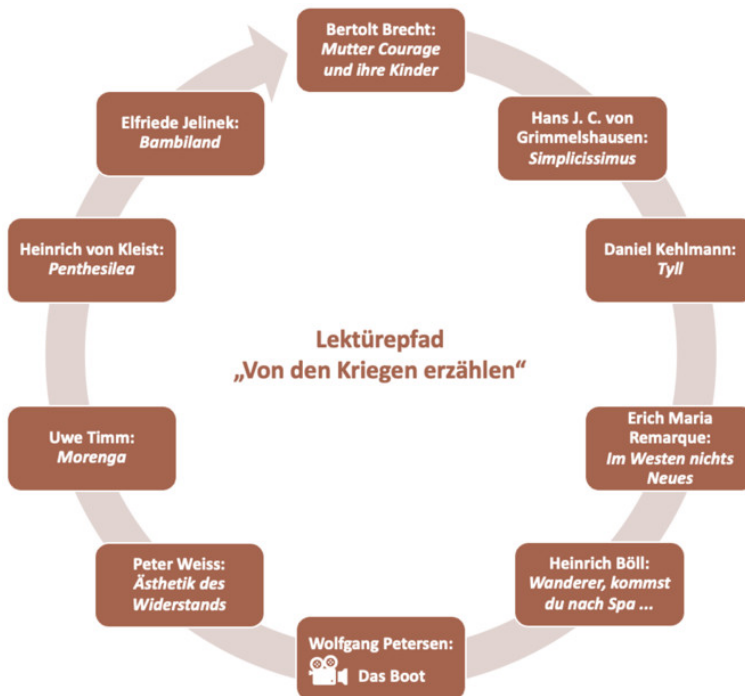 Bertolt Brecht:
Mutter Courage
und ihre Kinder
Hans J. C. von
Grimmelshausen:
Simplicissimus
Daniel Kehlmann:
Tyll
Erich Maria
Remarque:
Im Westen nichts
Neues
Heinrich Böll:
Wanderer, kommst
du nach Spa ...
Wolfgang Petersen:
Das Boot
Peter Weiss:
Ästhetik des
Widerstands
Uwe Timm:
Morenga
Heinrich von Kleist:
Penthesilea
Elfriede Jelinek:
Bambiland
Lektürepfad
„Von den Kriegen erzählen“